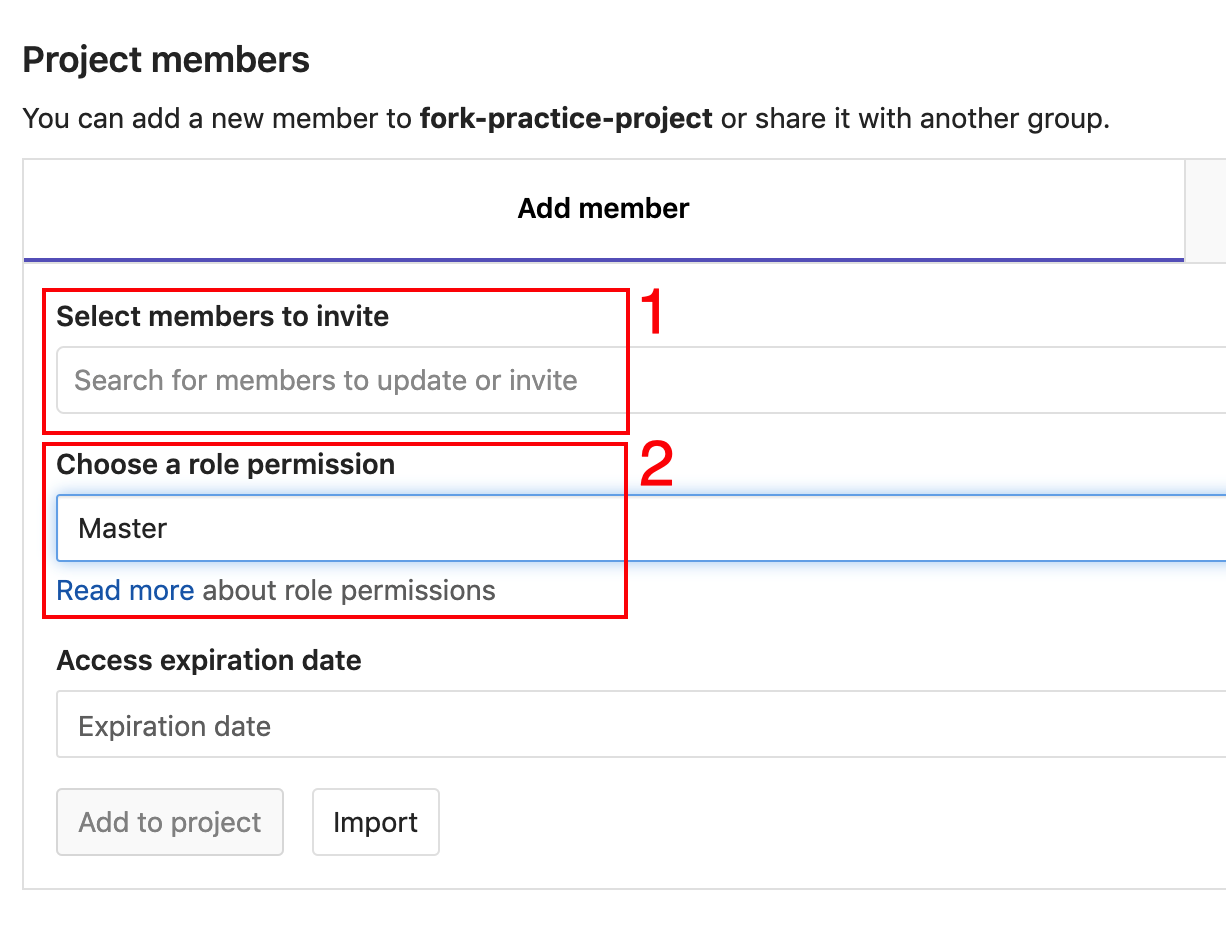 Project members
You can add a new member to fork-practice-project or share it with another group.
Add member
Select members to invite
1
Search for members to update or invite
Choose a role permission
2
Master
Read more about role permissions
Access expiration date
Expiration date
Add to project
Import